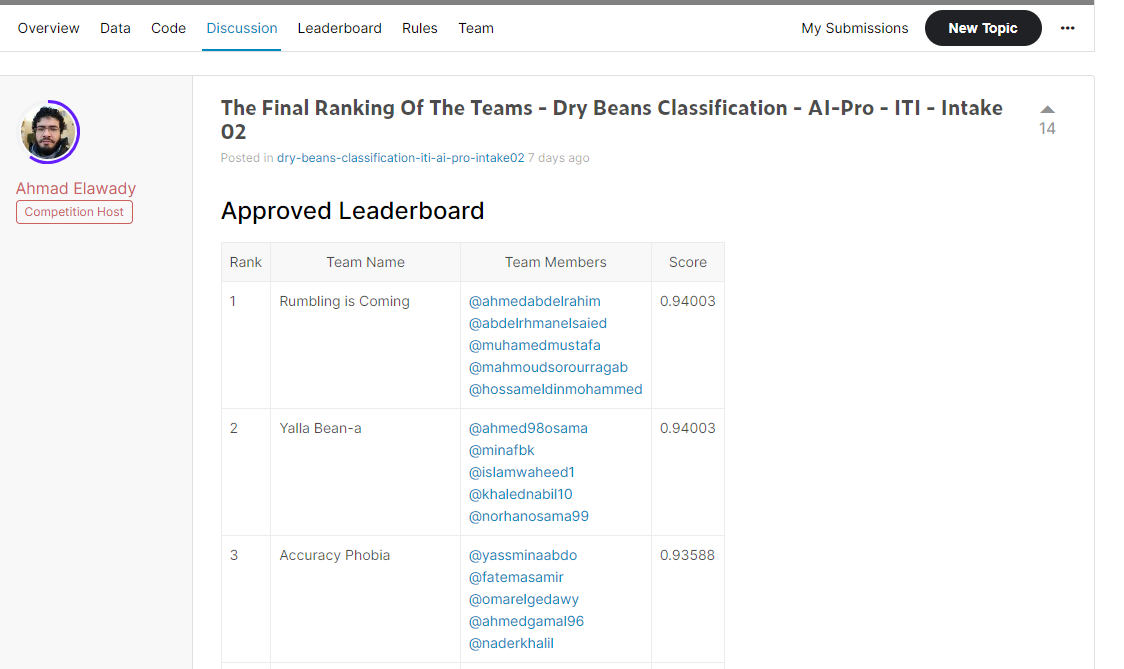 Overview Data Code Discussion Leaderboard Rules Team My Submissions New Topic
The Final Ranking Of The Teams - Dry Beans Classification - AI-Pro - ITI - Intake
02
14
Posted in dry-beans-classification-iti-ai-pro-intake02 7 days ago
Ahmad Elawady
Competition Host
Approved Leaderboard
Rank Team Name Team Members Score
1 Rumbling is Coming @ahmedabdelrahim 0.94003
@abdelrhmanelsaied
@muhamedmustafa
@mahmoudsorourragab
@hossameldinmohammed
2 Yalla Bean-a @ahmed98osama 0.94003
@minafbk
@islamwaheed1
@khalednabil10
@norhanosama99
3 Accuracy Phobia @yassminaabdo 0.93588
@fatemasamir
@omarelgedawy
@ahmedgamal96
@naderkhalil